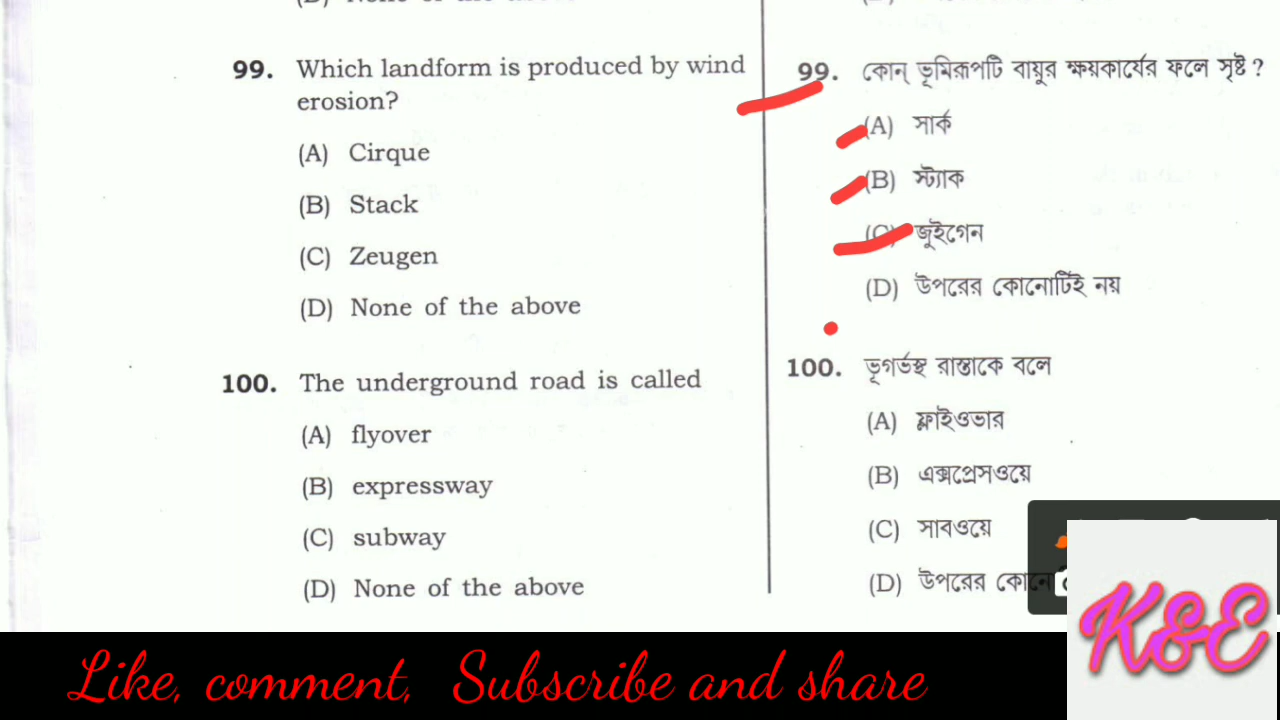 99. Which landform is produced by wind
erosion?
(A) Cirque
(B) Stack
(C) Zeugen
(D) None of the above
100. The underground road is called
(A) flyover
(B) expressway
(C) subway
(D) None of the above
99. কোন্ ভূমিরূপটি বায়ুর ক্ষয়কার্যের ফলে সৃষ্ট ?
(A) সার্ক
(B) স্ট্যাক
(C) জুইগেন
(D) উপরের কোনোটিই নয়
100. ভূগর্ভস্থ রাস্তাকে বলে
(A) ফ্লাইওভার
(B) এক্সপ্রেসওয়ে
(C) সাবওয়ে
(D) উপরের
Like, comment, Subscribe and share
K&E